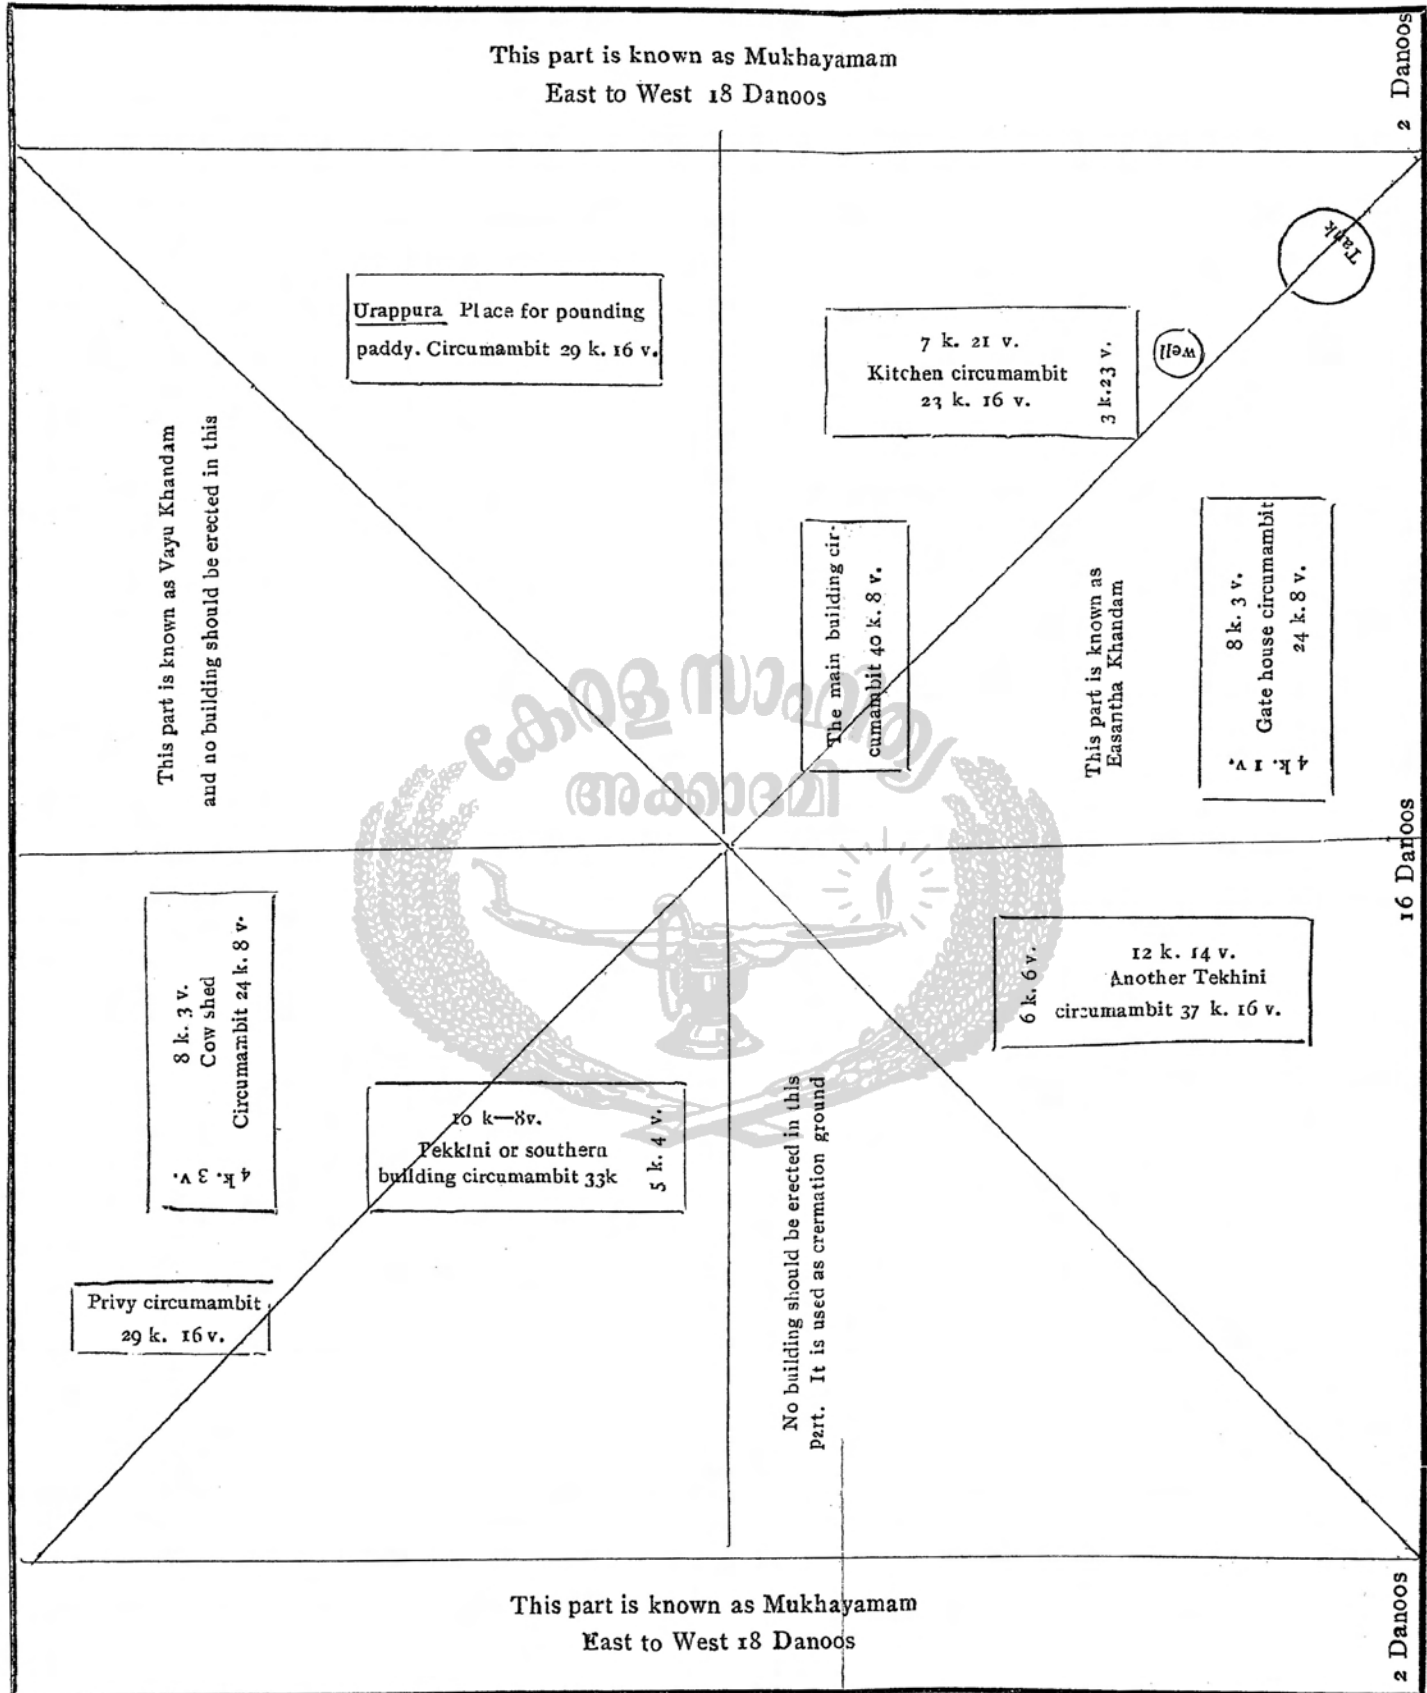 This part is known as Mukhayamam
East to West 18 Danoos
2 Danoos
Tank
Urappura Place for pounding
paddy. Circumambit 29 k. 16 v.
7 k. 21 v.
Kitchen circumambit
23 k. 16 v.
3 k.23 v.
well
This part is known as Vayu Khandam
and no building should be erected in this
The main building cir-
cumambit 40 k. 8 v.
This part is known as
Easantha Khandam
8 k. 3 v.
Gate house circumambit
24 k. 8 v.
4 k. 1 v.
കേരള സാഹിത്യ
അക്കാദമി
16 Danoos
8 k. 3 v.
Cow shed
Circumambit 24 k. 8 v.
4 k. 3 v.
6 k. 6 v.
12 k. 14 v.
Another Tekhini
circumambit 37 k. 16 v.
10 k—8v.
Tekkini or southern
building circumambit 33k
5 k. 4 v.
No building should be erected in this
part. It is used as crermation ground
Privy circumambit
29 k. 16 v.
This part is known as Mukhayamam
East to West 18 Danoos
2 Danoos